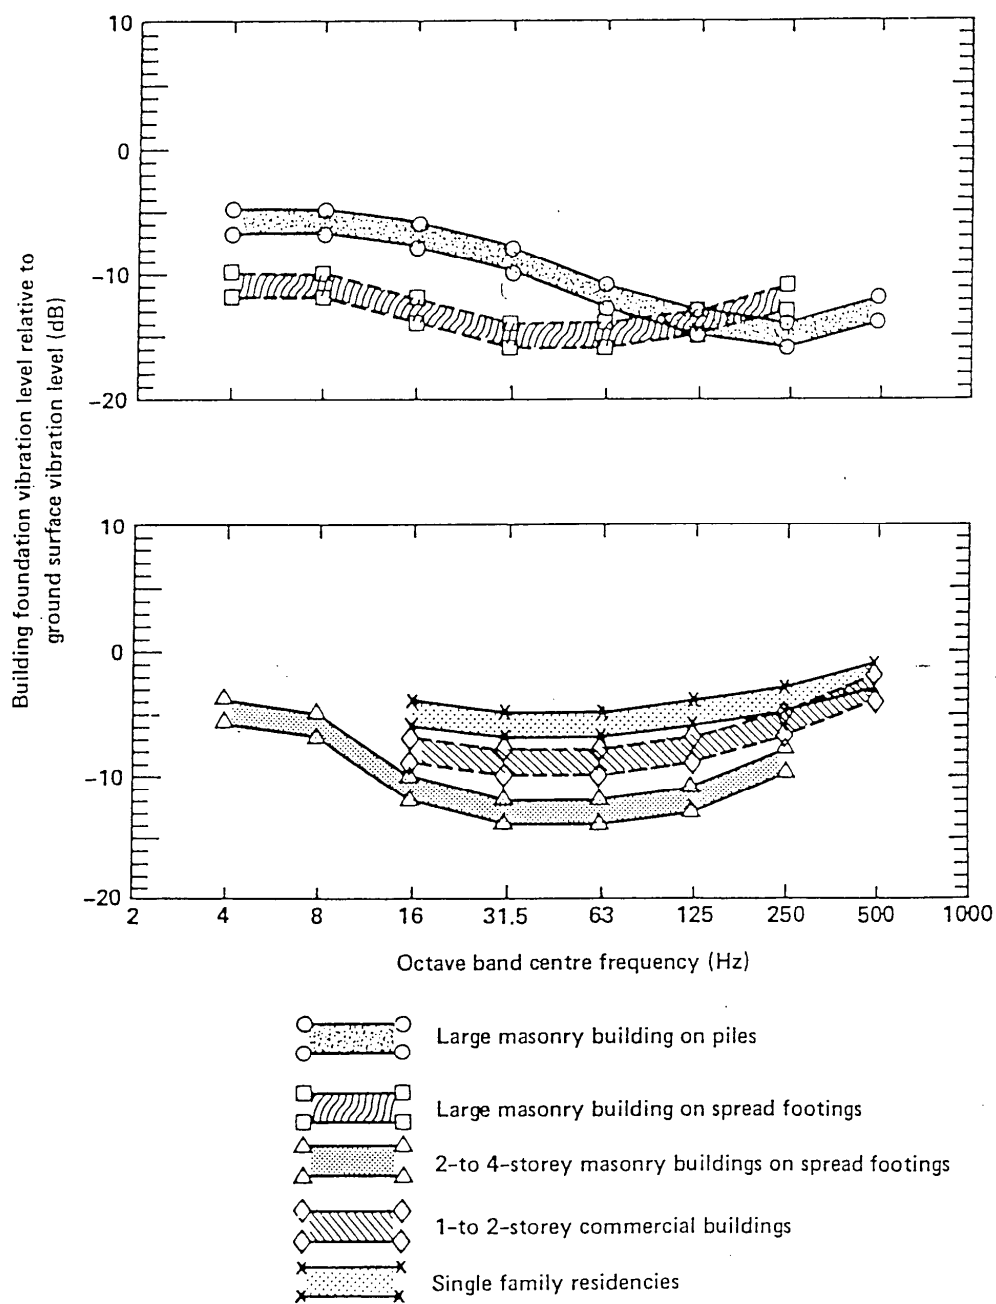 10
0
−10
−20
Building foundation vibration level relative to
ground surface vibration level (dB)
10
0
−10
−20
2 4 8 16 31.5 63 125 250 500 1000
Octave band centre frequency (Hz)
Large masonry building on piles
Large masonry building on spread footings
2-to 4-storey masonry buildings on spread footings
1-to 2-storey commercial buildings
Single family residencies